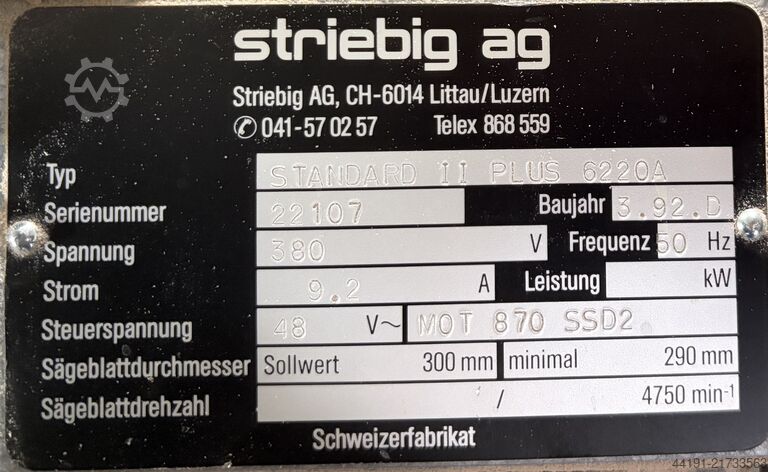 striebig ag
Striebig AG, CH-6014 Littau/Luzern
✆ 041-57 02 57 Telex 868 559
Typ STANDARD II PLUS 6220A
Serienummer 22107 Baujahr 3.92.D
Spannung 380 V Frequenz 50 Hz
Strom 9.2 A Leistung kW
Steuerspannung 48 V~ MOT 870 SSD2
Sägeblattdurchmesser Sollwert 300 mm minimal 290 mm
Sägeblattdrehzahl / 4750 min-1
Schweizerfabrikat
44191-21733563